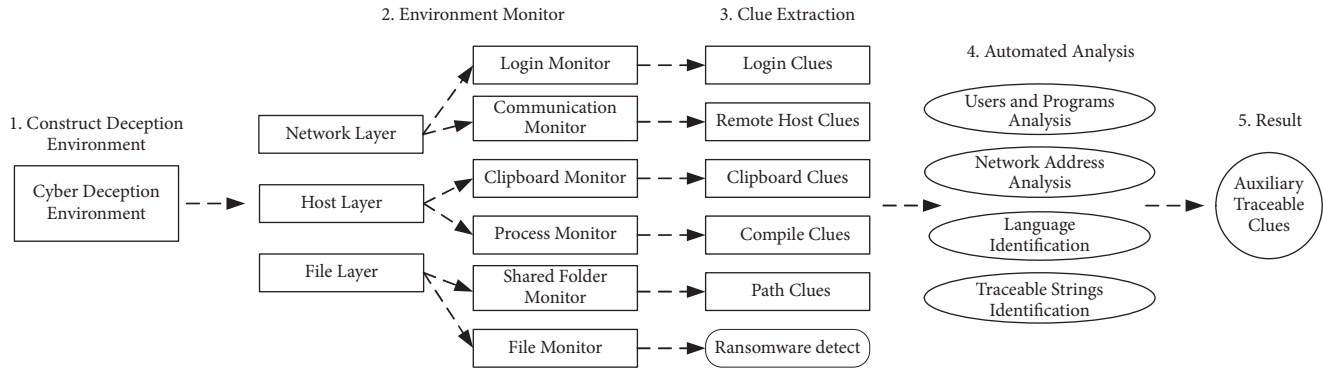 1. Construct Deception
Environment
Cyber Deception
Environment
2. Environment Monitor
Network Layer
Host Layer
File Layer
Login Monitor
Communication
Monitor
Clipboard Monitor
Process Monitor
Shared Folder
Monitor
File Monitor
3. Clue Extraction
Login Clues
Remote Host Clues
Clipboard Clues
Compile Clues
Path Clues
Ransomware detect
4. Automated Analysis
Users and Programs
Analysis
Network Address
Analysis
Language
Identification
Traceable Strings
Identification
5. Result
Auxiliary
Traceable
Clues